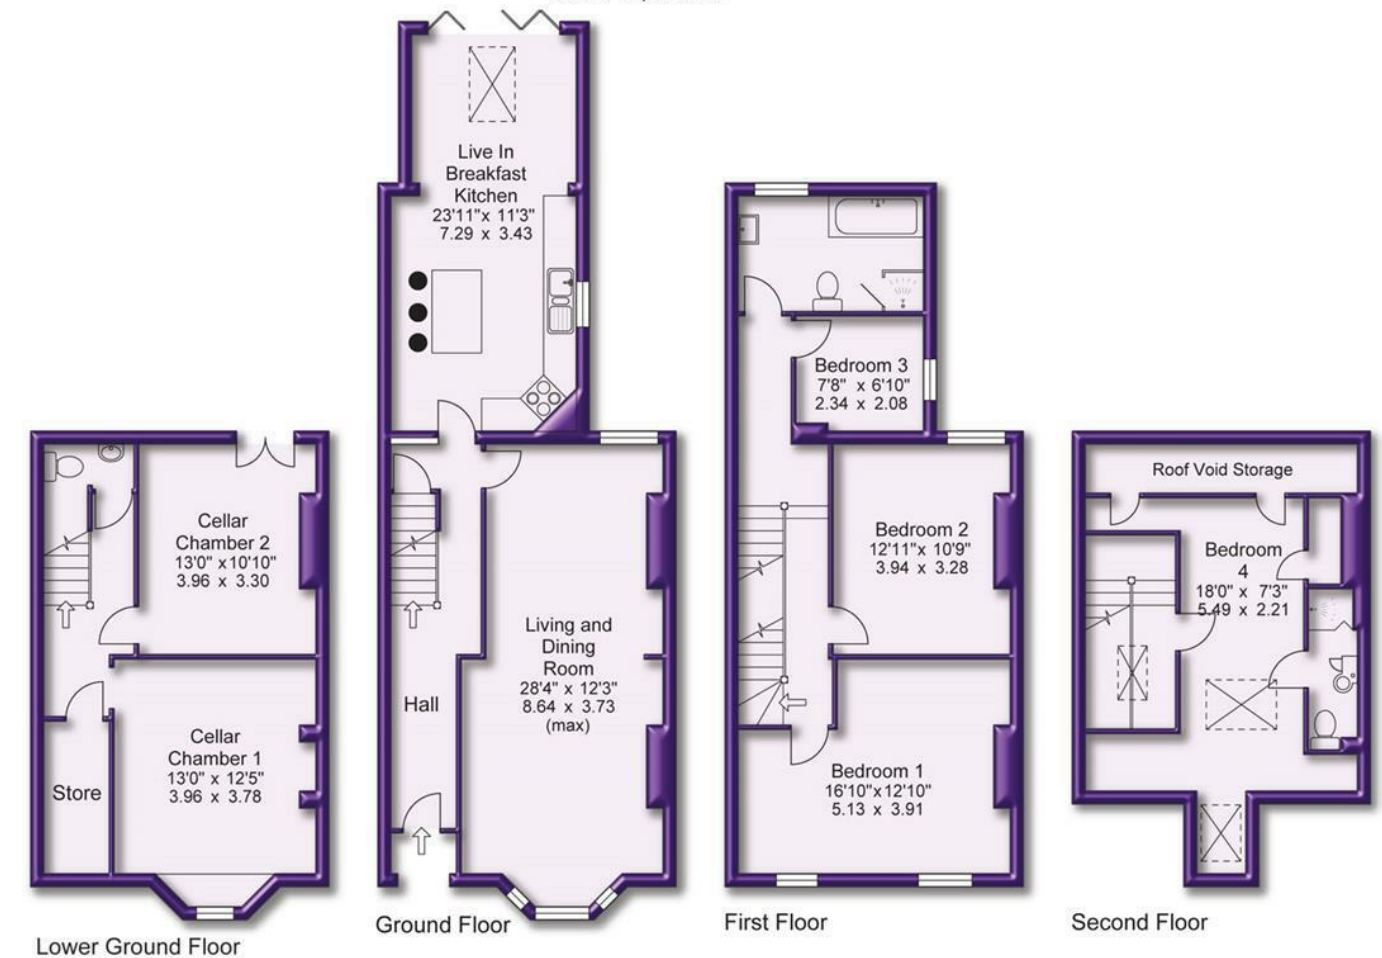 Live In
Breakfast
Kitchen
23'11"x 11'3"
7.29 x 3.43
Cellar
Chamber 2
13'0" x10'10"
3.96 x 3.30
Cellar
Chamber 1
13'0" x 12'5"
3.96 x 3.78
Store
Lower Ground Floor
Living and
Dining
Room
28'4" x 12'3"
8.64 x 3.73
(max)
Hall
Ground Floor
Bedroom 3
7'8" x 6'10"
2.34 x 2.08
Bedroom 2
12'11"x 10'9"
3.94 x 3.28
Bedroom 1
16'10"x12'10"
5.13 x 3.91
First Floor
Roof Void Storage
Bedroom
4
18'0" x 7'3"
5.49 x 2.21
Second Floor